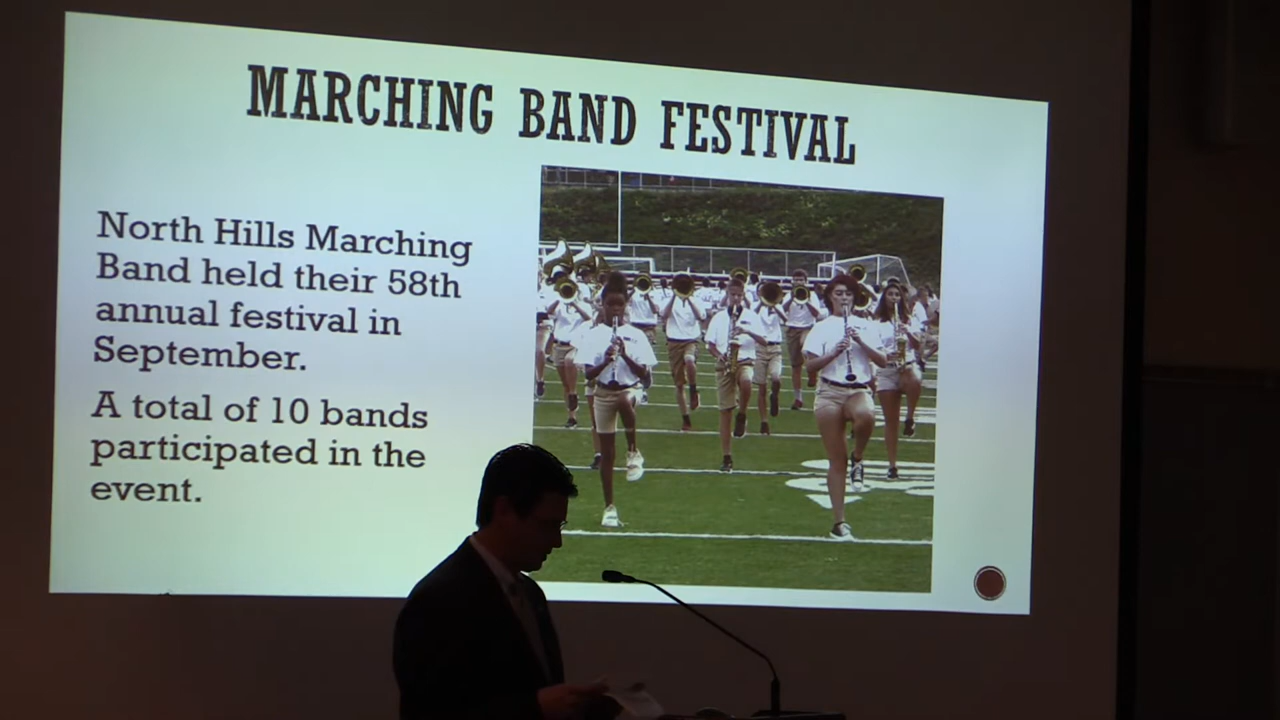 MARCHING BAND FESTIVAL
North Hills Marching
Band held their 58th
annual festival in
September.
A total of 10 bands
participated in the
event.